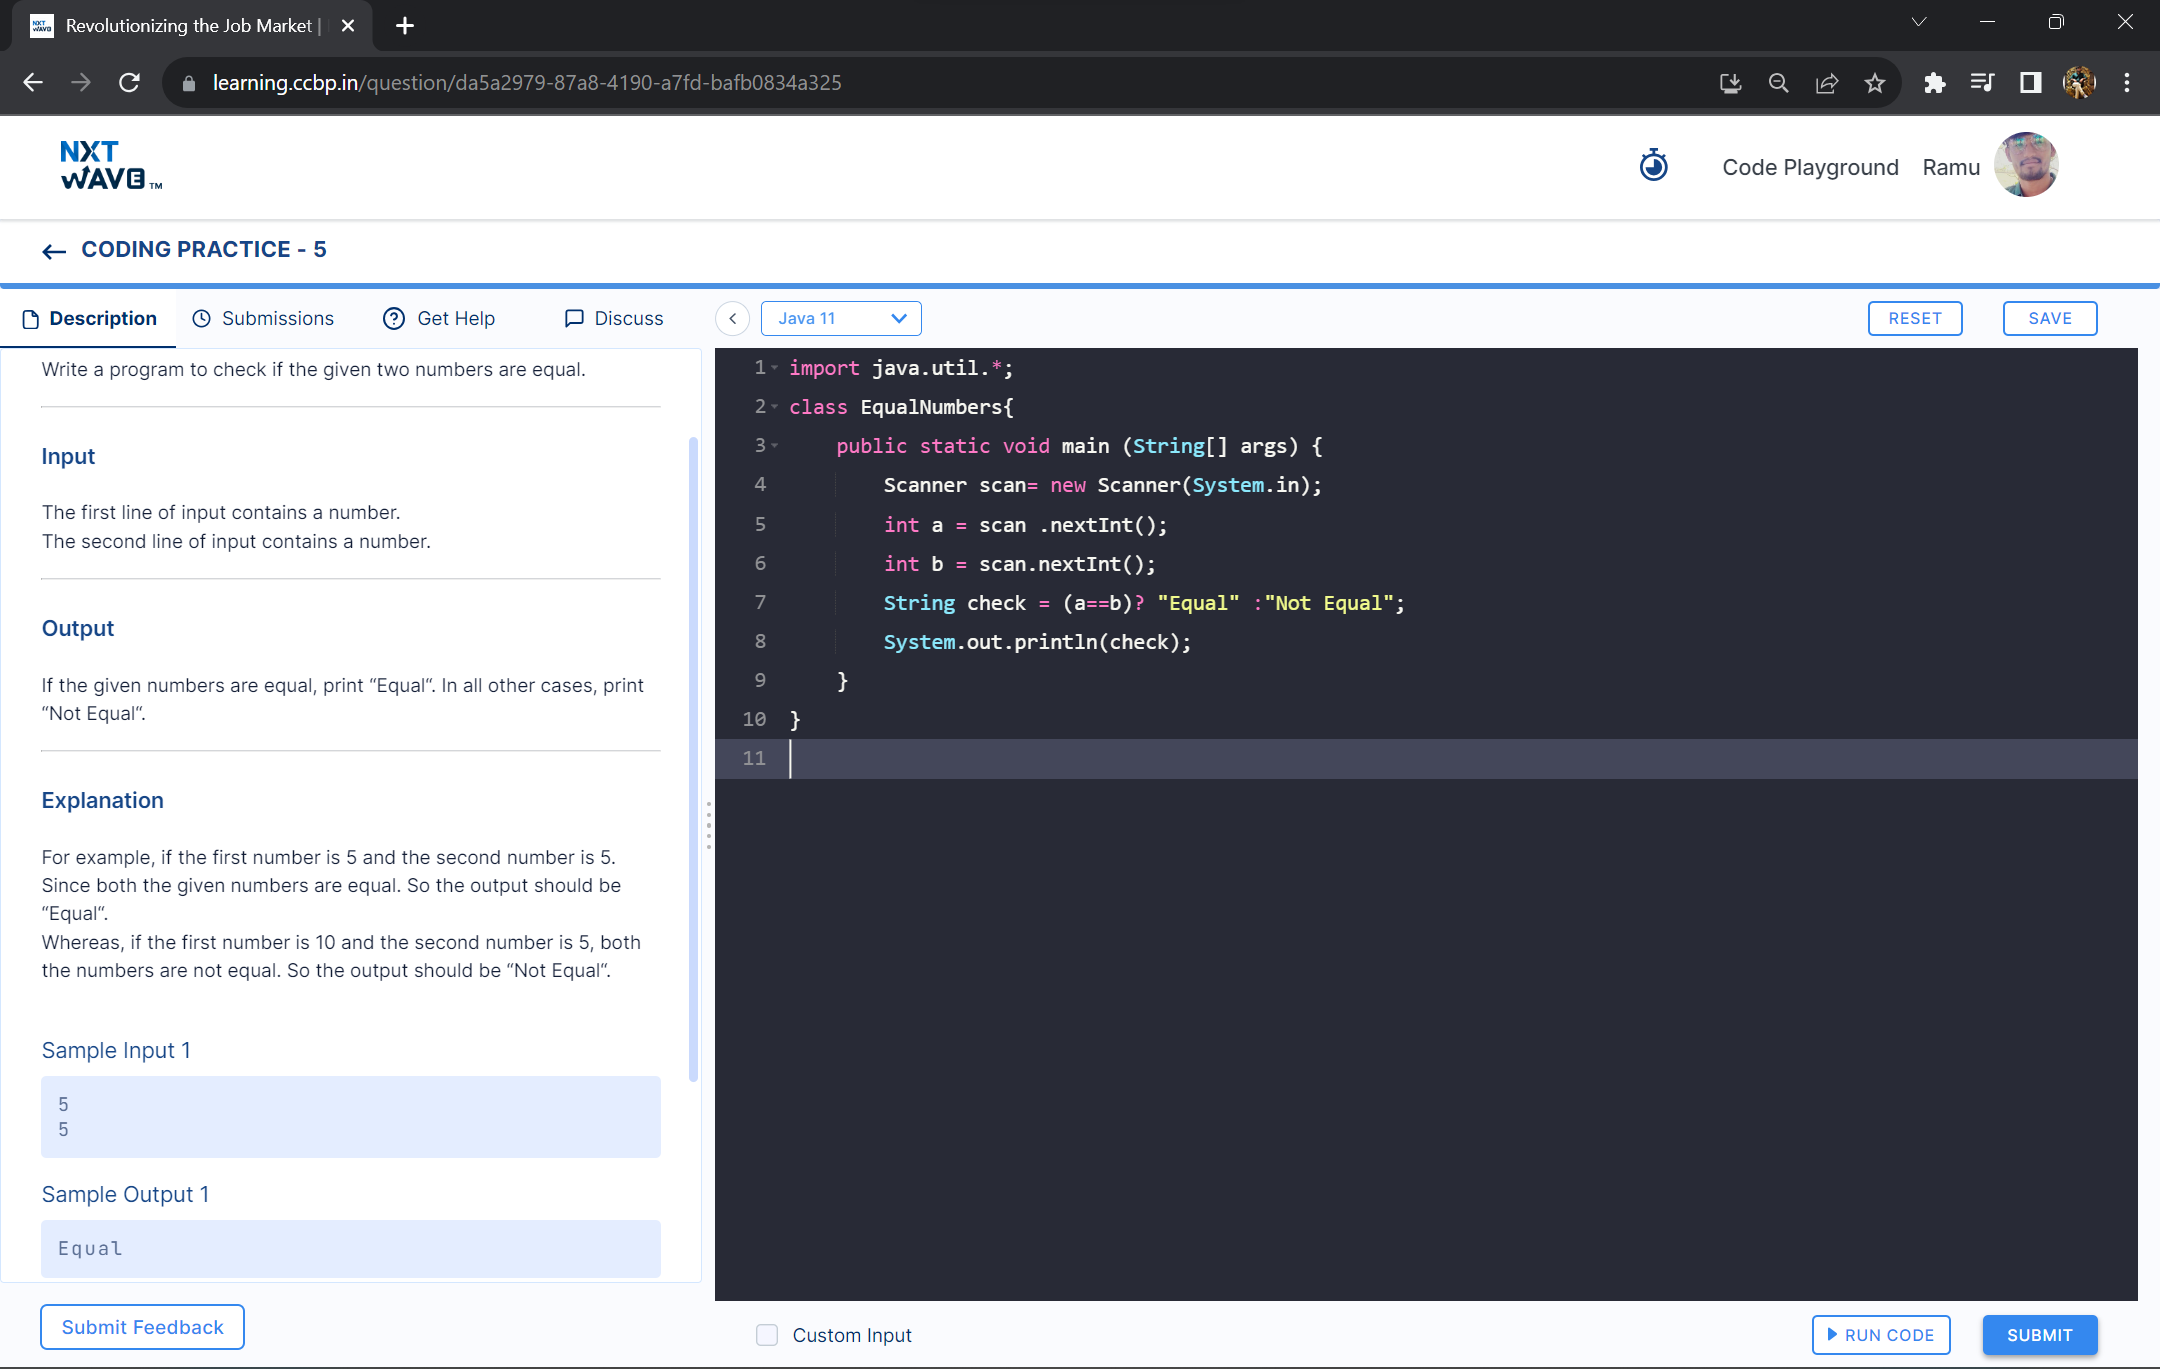 NXT
WAVE
Revolutionizing the Job Market |
learning.ccbp.in/question/da5a2979-87a8-4190-a7fd-bafb0834a325
NXT
WAVE TM
Code Playground Ramu
CODING PRACTICE - 5
Description Submissions Get Help Discuss
Java 11 RESET SAVE
Write a program to check if the given two numbers are equal.
Input
The first line of input contains a number.
The second line of input contains a number.
Output
If the given numbers are equal, print “Equal“. In all other cases, print
“Not Equal“.
Explanation
For example, if the first number is 5 and the second number is 5.
Since both the given numbers are equal. So the output should be
“Equal“.
Whereas, if the first number is 10 and the second number is 5, both
the numbers are not equal. So the output should be “Not Equal“.
Sample Input 1
5
5
Sample Output 1
Equal
Submit Feedback
1 import java.util.*;
2 class EqualNumbers{
3 public static void main (String[] args) {
4 Scanner scan= new Scanner(System.in);
5 int a = scan .nextInt();
6 int b = scan.nextInt();
7 String check = (a==b)? "Equal" :"Not Equal";
8 System.out.println(check);
9 }
10 }
11
Custom Input
RUN CODE SUBMIT